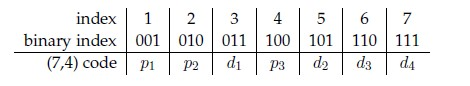 index 1 2 3 4 5 6 7
binary index 001 010 011 100 101 110 111
(7,4) code p₁ p₂ d₁ p₃ d₂ d₃ d₄